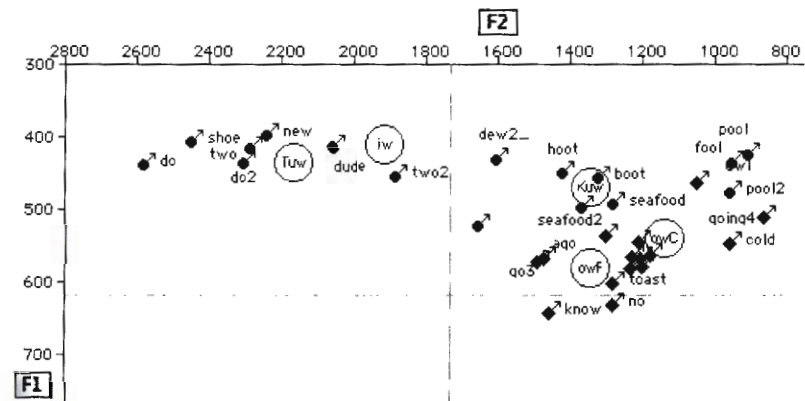 F2
2800 2600 2400 2200 2000 1800 1600 1400 1200 1000 800
300
400
500
600
700
F1
do
shoe
two
do2
new
Tuw
dude
iw
two2
dew2_
hoot
Kuw
boot
seafood
seafood2
fool
pool
pool2
going4
cold
owC
owF
ago
go3
toast
no
know